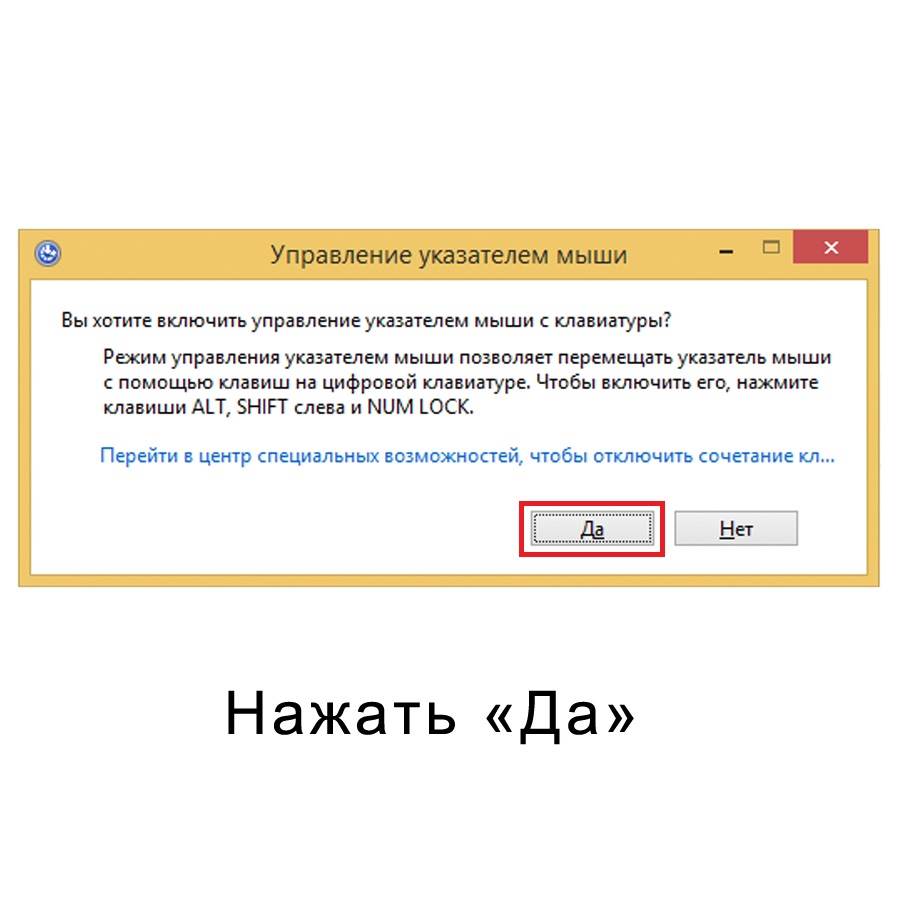 Управление указателем мыши
Вы хотите включить управление указателем мыши с клавиатуры?
Режим управления указателем мыши позволяет перемещать указатель мыши
с помощью клавиш на цифровой клавиатуре. Чтобы включить его, нажмите
клавиши ALT, SHIFT слева и NUM LOCK.
Перейти в центр специальных возможностей, чтобы отключить сочетание кл...
Да
Нет
Нажать «Да»